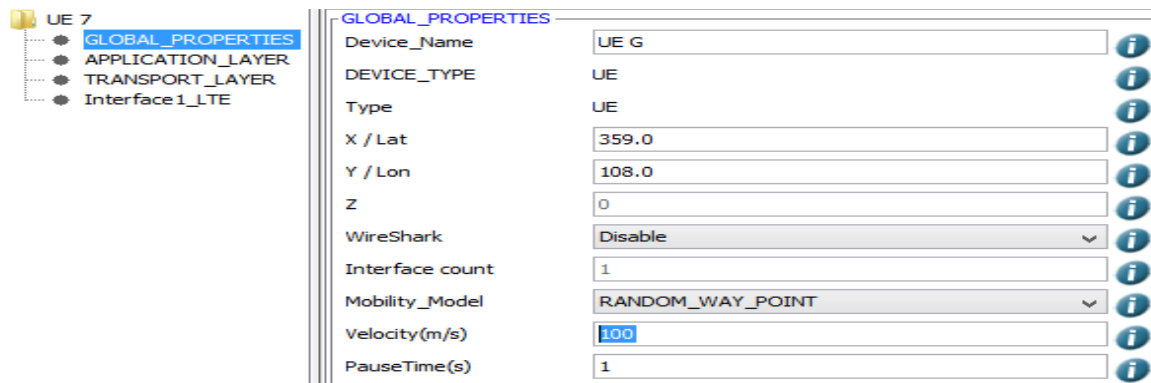 UE 7
GLOBAL_PROPERTIES
APPLICATION_LAYER
TRANSPORT_LAYER
Interface1_LTE
GLOBAL_PROPERTIES
Device_Name UE G
DEVICE_TYPE UE
Type UE
X / Lat 359.0
Y / Lon 108.0
Z 0
WireShark Disable
Interface count 1
Mobility_Model RANDOM_WAY_POINT
Velocity(m/s) 100
PauseTime(s) 1